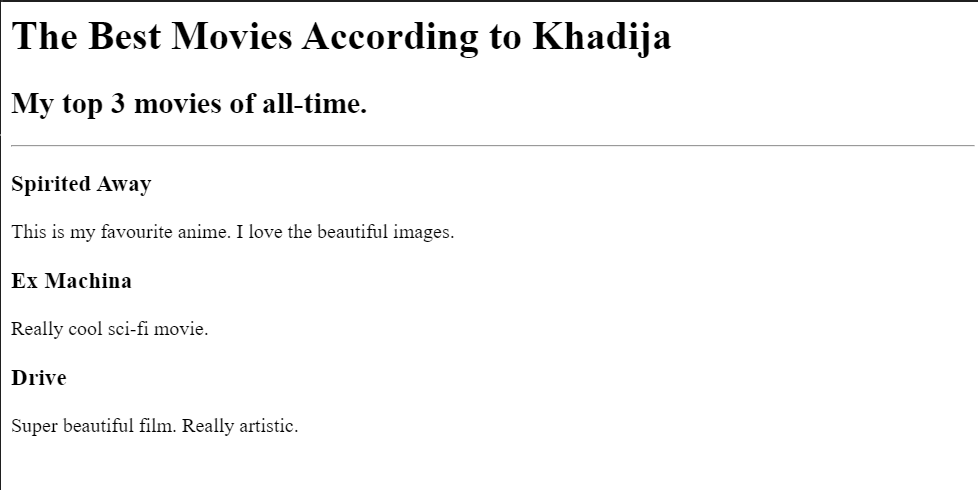 The Best Movies According to Khadija
My top 3 movies of all-time.
Spirited Away
This is my favourite anime. I love the beautiful images.
Ex Machina
Really cool sci-fi movie.
Drive
Super beautiful film. Really artistic.